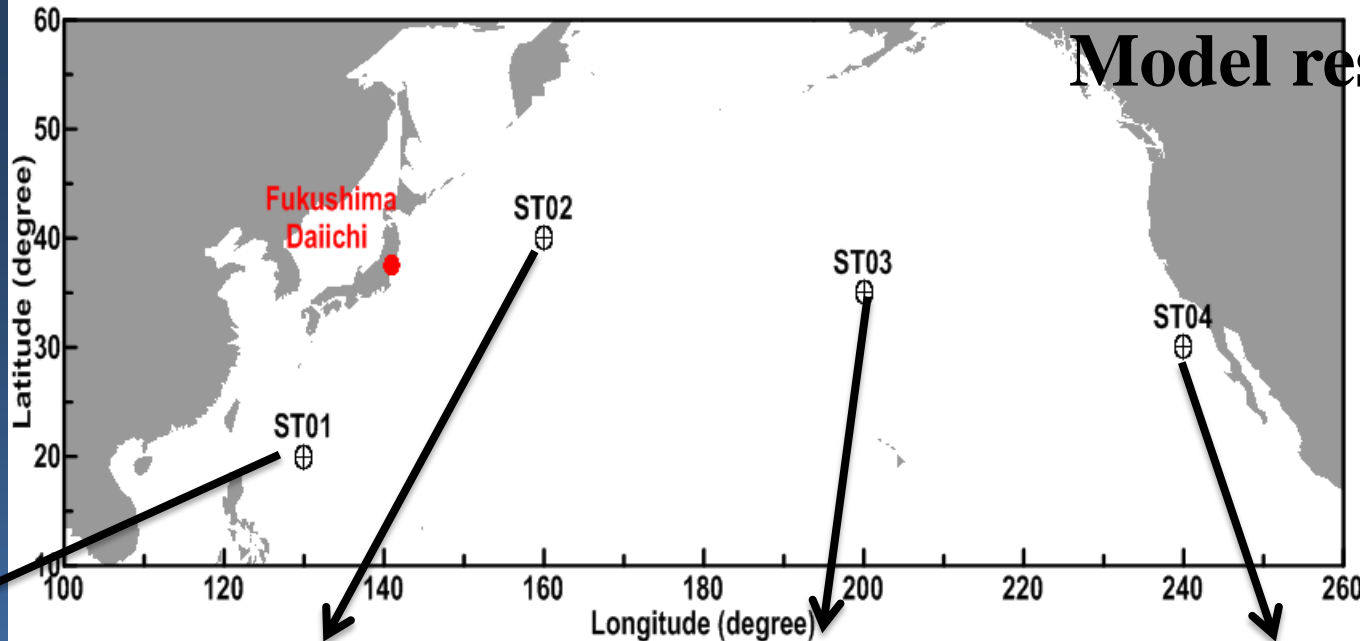 Model res
60
50
40
30
20
10
Latitude (degree)
Fukushima
Daiichi
ST01
ST02
ST03
ST04
100
120
140
160
180
200
220
240
260
Longitude (degree)